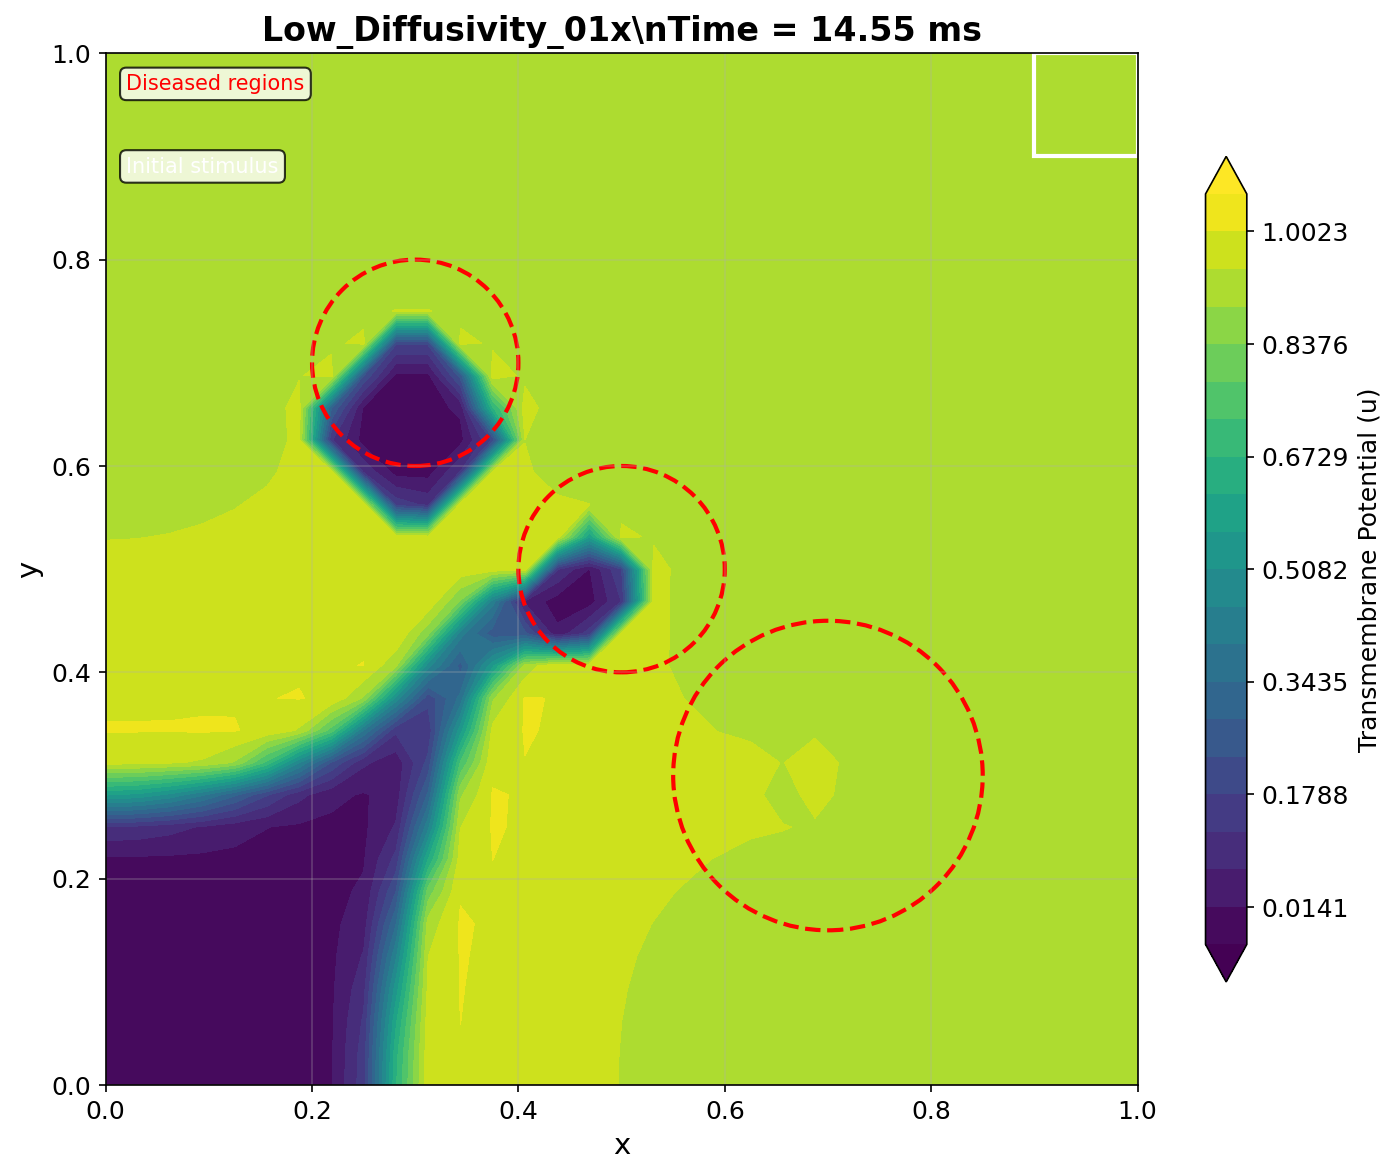 Low_Diffusivity_01x\nTime = 14.55 ms
1.0
Diseased regions
Initial stimulus
0.8
0.6
0.4
0.2
0.0
y
0.0 0.2 0.4 0.6 0.8 1.0
x
1.0023
0.8376
0.6729
0.5082
0.3435
0.1788
0.0141
Transmembrane Potential (u)